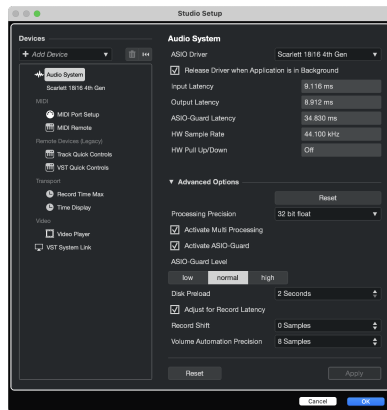 Studio Setup
Devices
+ Add Device
Audio System
Scarlett 18i16 4th Gen
MIDI
MIDI Port Setup
MIDI Remote
Remote Devices (Legacy)
Track Quick Controls
VST Quick Controls
Transport
Record Time Max
Time Display
Video
Video Player
VST System Link
Audio System
ASIO Driver Scarlett 18i16 4th Gen
Release Driver when Application is in Background
Input Latency 9.116 ms
Output Latency 8.912 ms
ASIO-Guard Latency 34.830 ms
HW Sample Rate 44.100 kHz
HW Pull Up/Down Off
Advanced Options
Reset
Processing Precision 32 bit float
Activate Multi Processing
Activate ASIO-Guard
ASIO-Guard Level
low normal high
Disk Preload 2 Seconds
Adjust for Record Latency
Record Shift 0 Samples
Volume Automation Precision 8 Samples
Reset Apply
Cancel OK